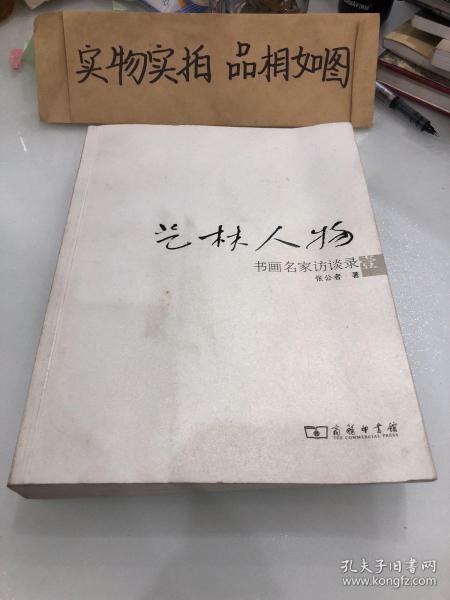 实物实拍 品相如图
艺林人物
书画名家访谈录 壹
张公者 著
商务印书馆
THE COMMERCIAL PRESS
孔夫子旧书网
www.kongfz.com